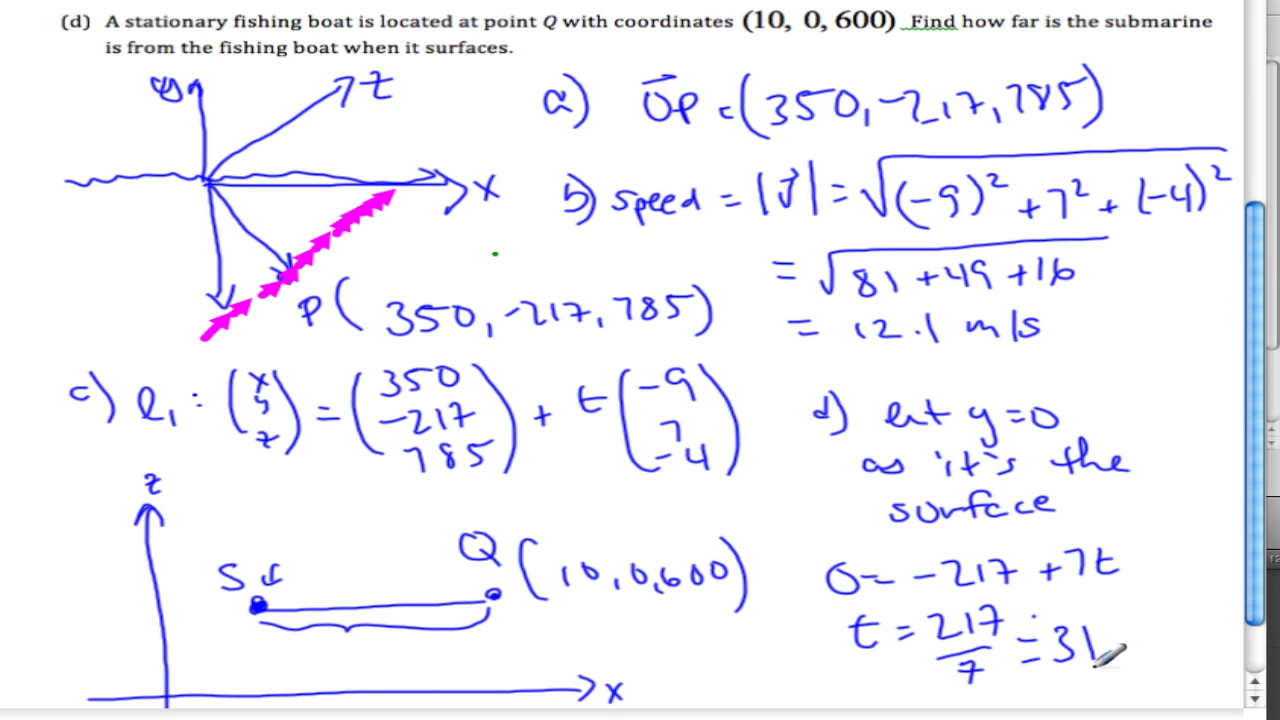 (d) A stationary fishing boat is located at point Q with coordinates (10, 0, 600) Find how far is the submarine
is from the fishing boat when it surfaces.
y
z
x
P(350, -217, 785)
a) OP = (350, -217, 785)
b) speed = |v| = √(-9)² + 7² + (-4)²
= √81 + 49 + 16
= 12.1 m/s
c) l₁ : (x y z) = (350 -217 785) + t(-9 7 -4)
z
S
Q (10, 0, 600)
x
d) let y = 0
as it's the
surface
0 = -217 + 7t
t = 217/7 = 31